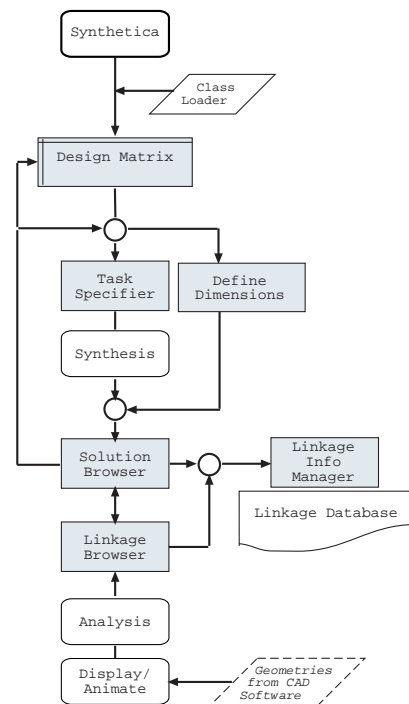 Synthetica
Class
Loader
Design Matrix
Task
Specifier
Define
Dimensions
Synthesis
Solution
Browser
Linkage
Info
Manager
Linkage Database
Linkage
Browser
Analysis
Display/
Animate
Geometries
from CAD
Software